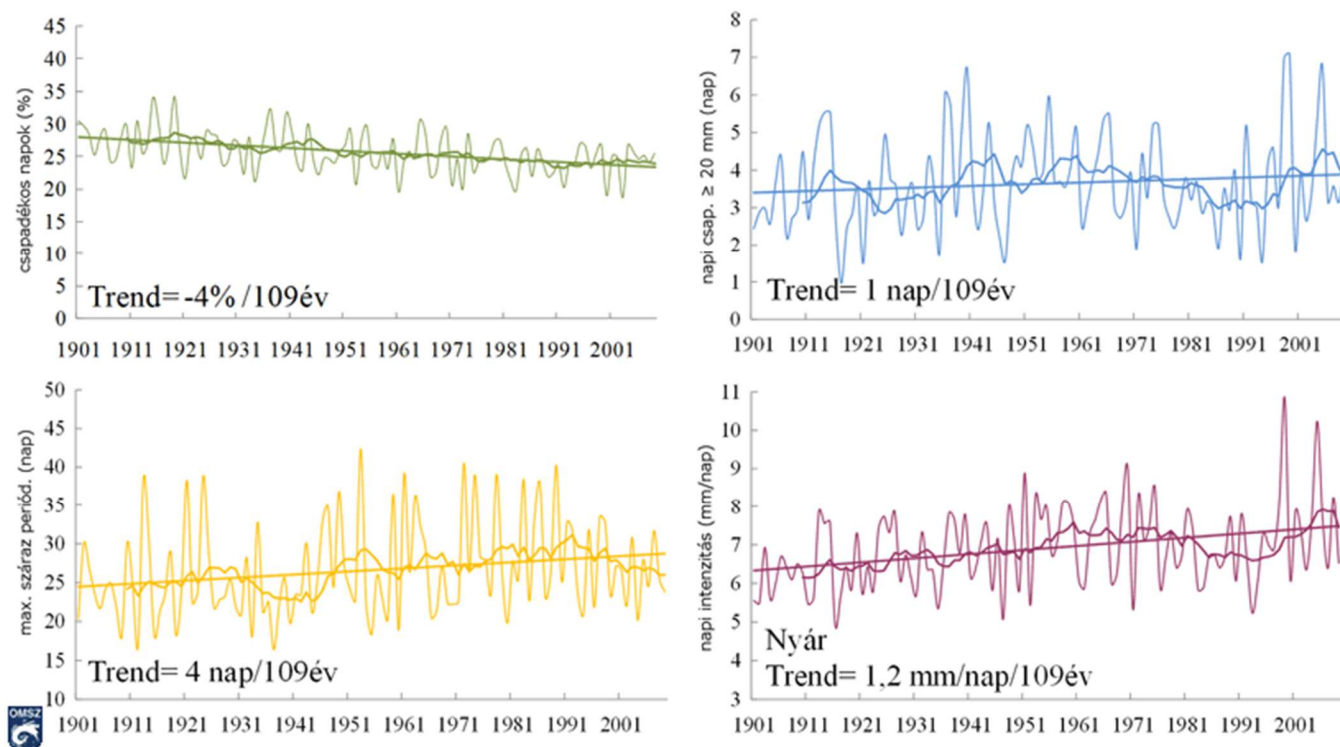 csapadékos napok (%)
45
40
35
30
25
20
15
10
5
0
Trend= -4% /109év
1901 1911 1921 1931 1941 1951 1961 1971 1981 1991 2001
napi csap. ≥ 20 mm (nap)
8
7
6
5
4
3
2
1
0
Trend= 1 nap/109év
1901 1911 1921 1931 1941 1951 1961 1971 1981 1991 2001
max. száraz periód. (nap)
50
45
40
35
30
25
20
15
10
Trend= 4 nap/109év
1901 1911 1921 1931 1941 1951 1961 1971 1981 1991 2001
napi intenzitás (mm/nap)
11
10
9
8
7
6
5
4
3
Nyár
Trend= 1,2 mm/nap/109év
1901 1911 1921 1931 1941 1951 1961 1971 1981 1991 2001
OMSZ